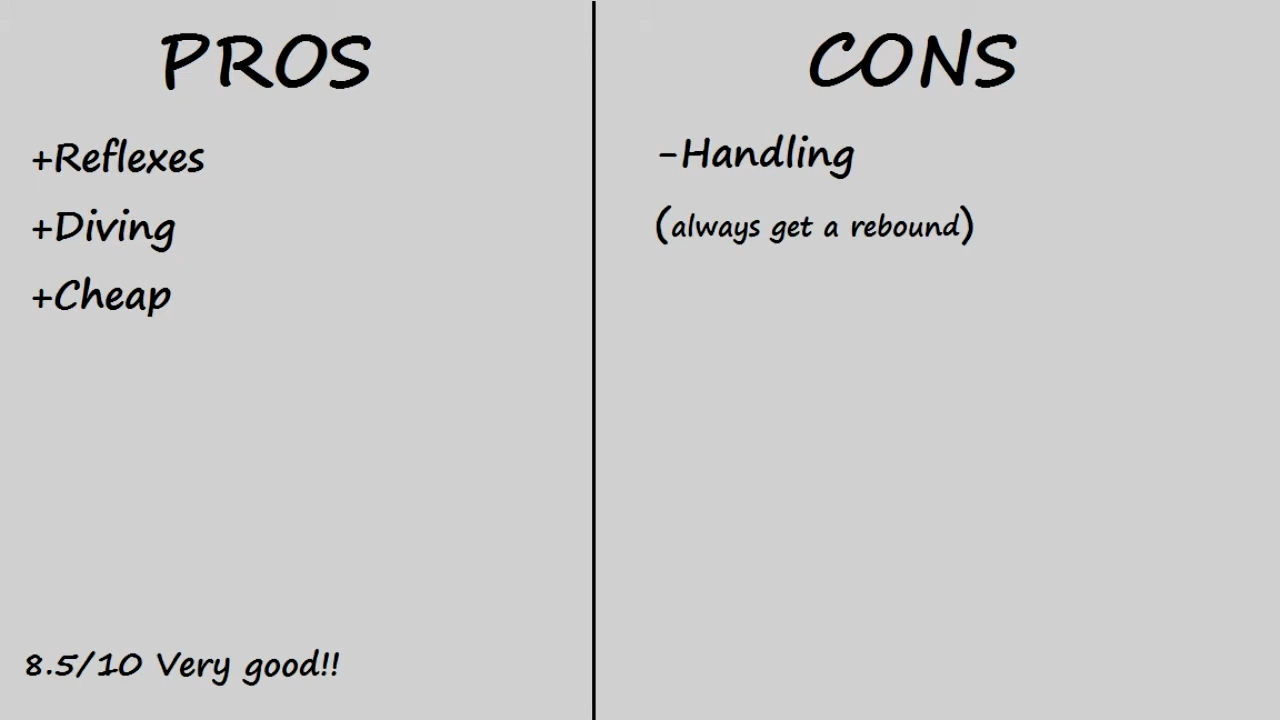 PROS
+Reflexes
+Diving
+Cheap
8.5/10 Very good!!
CONS
-Handling
(always get a rebound)